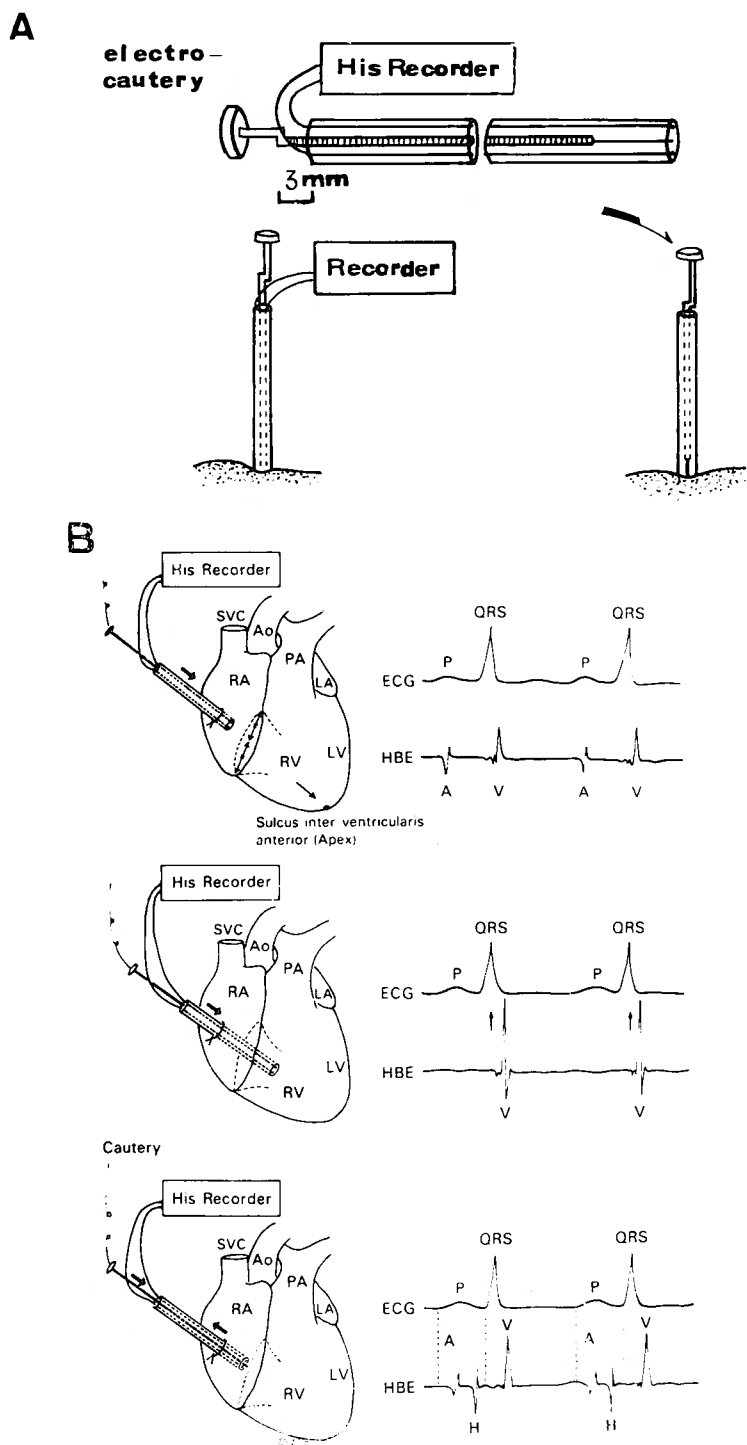 A
electro-
cautery
His Recorder
3mm
Recorder
B
His Recorder
SVC
Ao
PA
RA
LA
RV
LV
Sulcus inter ventricularis
anterior (Apex)
QRS QRS
P P
ECG
HBE
A V A V
His Recorder
SVC
Ao
PA
RA
LA
LV
RV
QRS QRS
P P
ECG
HBE
V V
Cautery
His Recorder
SVC
Ao
PA
RA
LA
LV
RV
QRS QRS
P P
ECG
V V
A A
HBE
H H